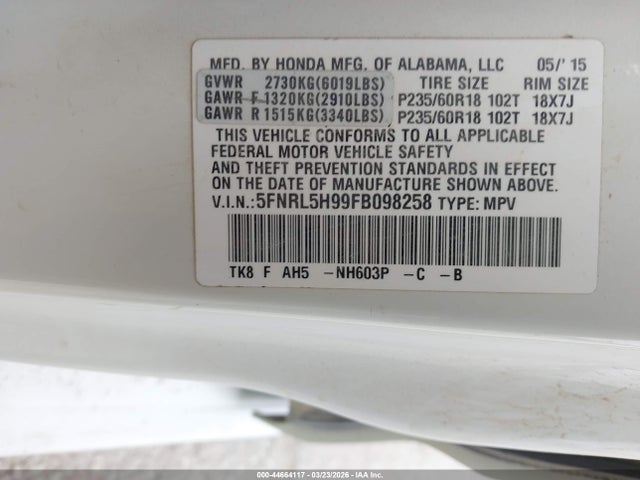 MFD. BY HONDA MFG. OF ALABAMA, LLC 05/'15
GVWR 2730KG(6019LBS) TIRE SIZE RIM SIZE
GAWR F 1320KG(2910LBS) P235/60R18 102T 18X7J
GAWR R 1515KG(3340LBS) P235/60R18 102T 18X7J
THIS VEHICLE CONFORMS TO ALL APPLICABLE
FEDERAL MOTOR VEHICLE SAFETY
AND THEFT PREVENTION STANDARDS IN EFFECT
ON THE DATE OF MANUFACTURE SHOWN ABOVE.
V.I.N.:5FNRL5H99FB098258 TYPE: MPV
TK8 F AH5 -NH603P -C -B
000-44664117 - 03/23/2026 - IAAI.COM